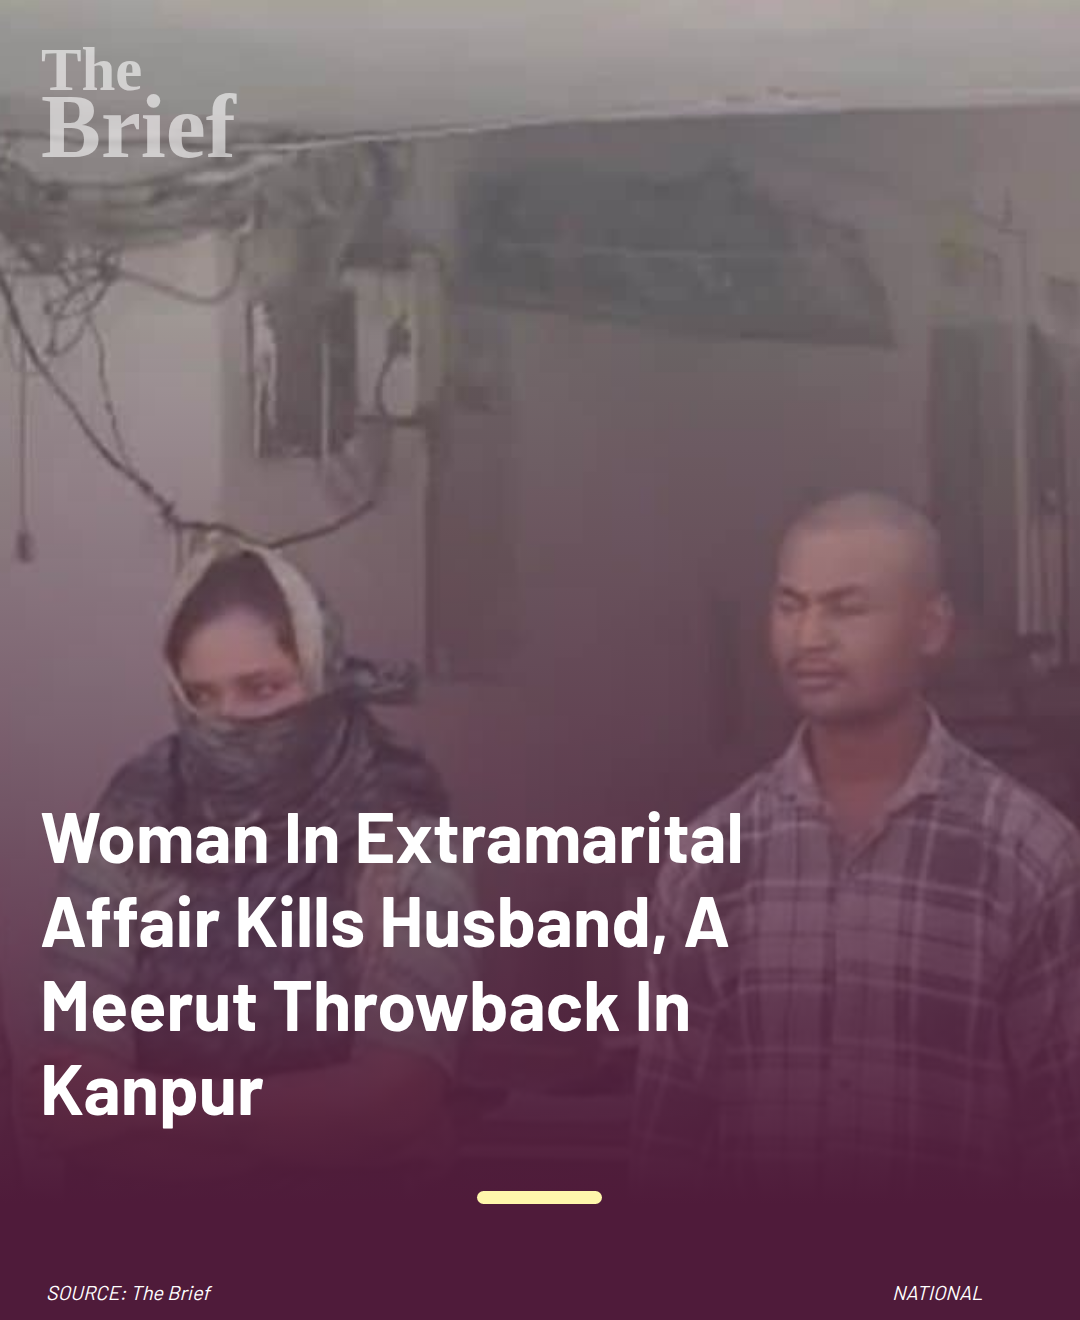 The
Brief
Woman In Extramarital
Affair Kills Husband, A
Meerut Throwback In
Kanpur
SOURCE: The Brief
NATIONAL